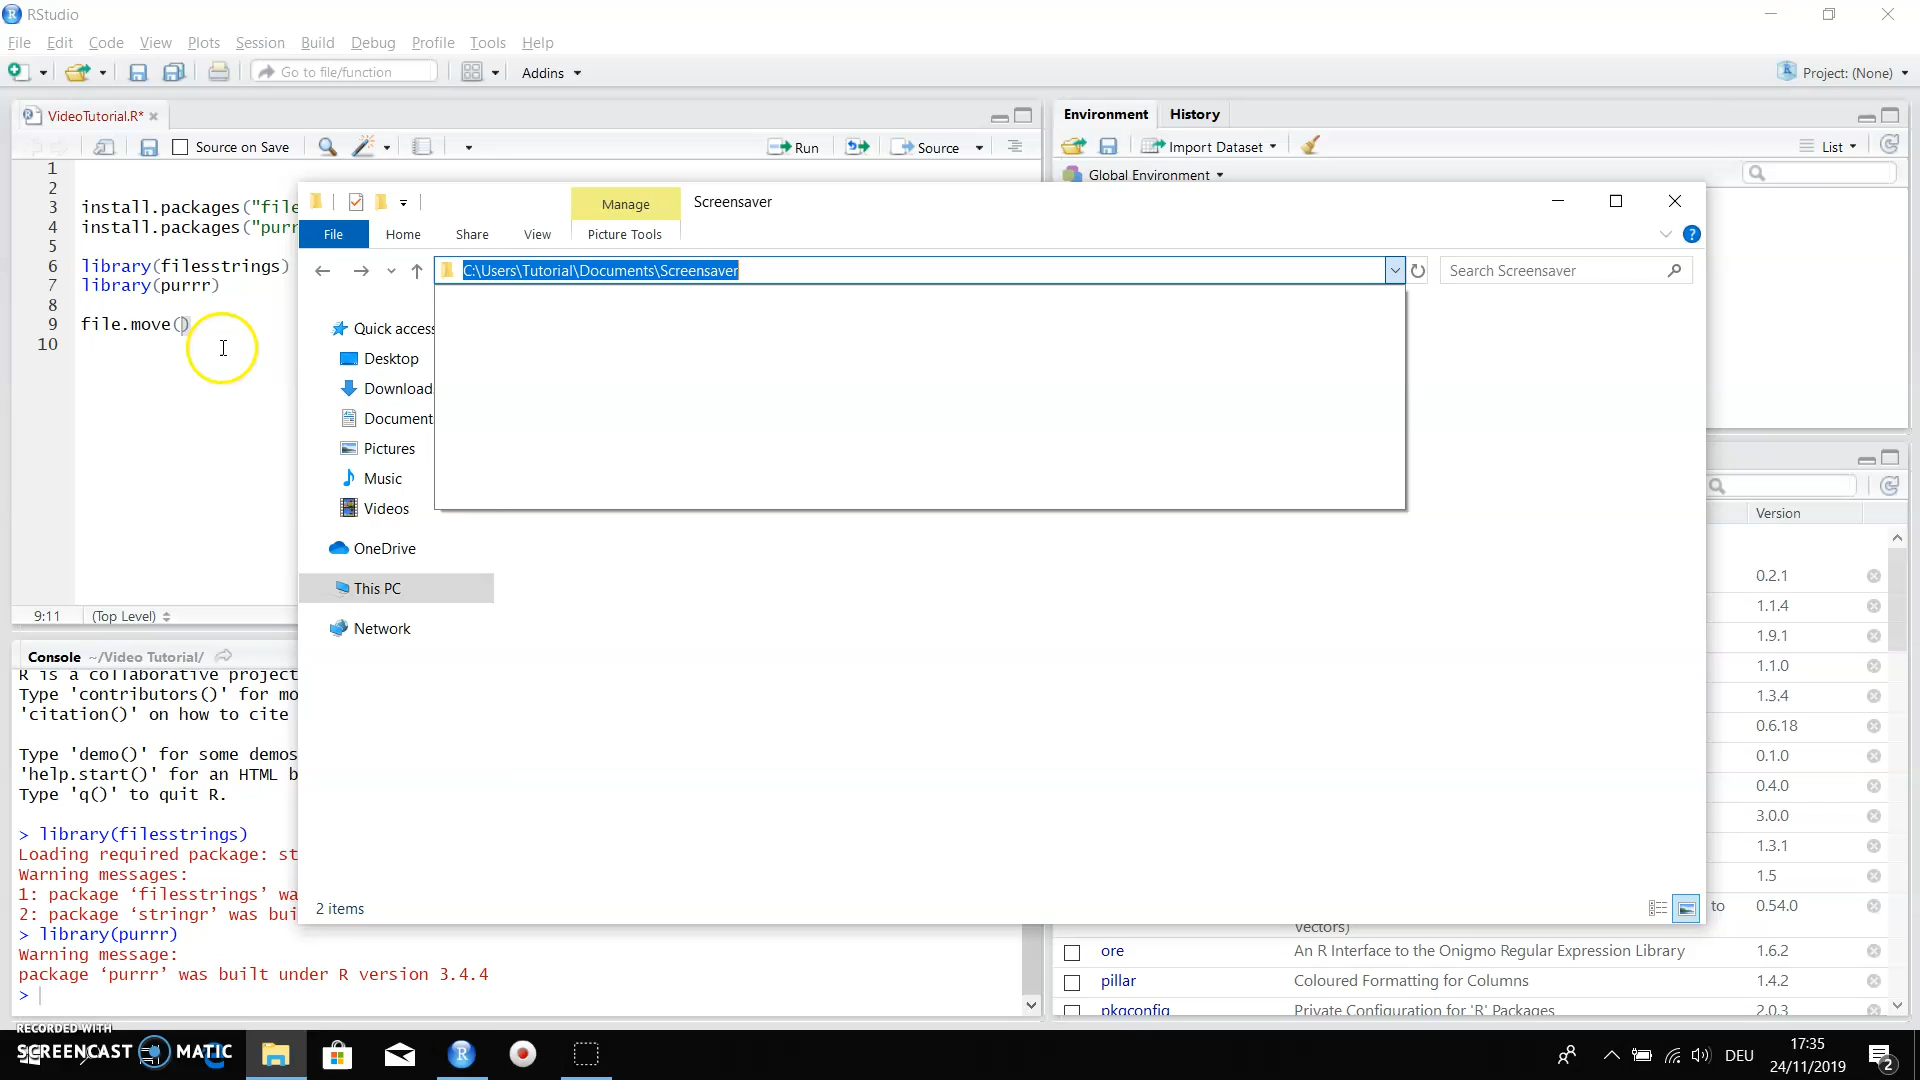 RStudio
File Edit Code View Plots Session Build Debug Profile Tools Help
Go to file/function
Addins
Project: (None)
VideoTutorial.R*
Source on Save
Run
Source
1
2
3 install.packages("file
4 install.packages("purr
5
6 library(filesstrings)
7 library(purrr)
8
9 file.move()
10
9:11 (Top Level)
Environment History
Import Dataset
List
Global Environment
Manage
Screensaver
File Home Share View Picture Tools
C:\Users\Tutorial\Documents\Screensaver
Search Screensaver
Quick access
Desktop
Download
Document
Pictures
Music
Videos
OneDrive
This PC
Network
2 items
Console ~/Video Tutorial/
R is a collaborative project
Type 'contributors()' for mo
'citation()' on how to cite
Type 'demo()' for some demos
'help.start()' for an HTML b
Type 'q()' to quit R.
> library(filesstrings)
Loading required package: st
Warning messages:
1: package ‘filesstrings’ wa
2: package ‘stringr’ was bui
> library(purrr)
Warning message:
package ‘purrr’ was built under R version 3.4.4
>
Version
0.2.1
1.1.4
1.9.1
1.1.0
1.3.4
0.6.18
0.1.0
0.4.0
3.0.0
1.3.1
1.5
to 0.54.0
vectors)
ore An R Interface to the Onigmo Regular Expression Library 1.6.2
pillar Coloured Formatting for Columns 1.4.2
pkgconfig Private Configuration for 'R' Packages 2.0.3
RECORDED WITH
SCREENCAST MATIC
DEU
17:35
24/11/2019
2